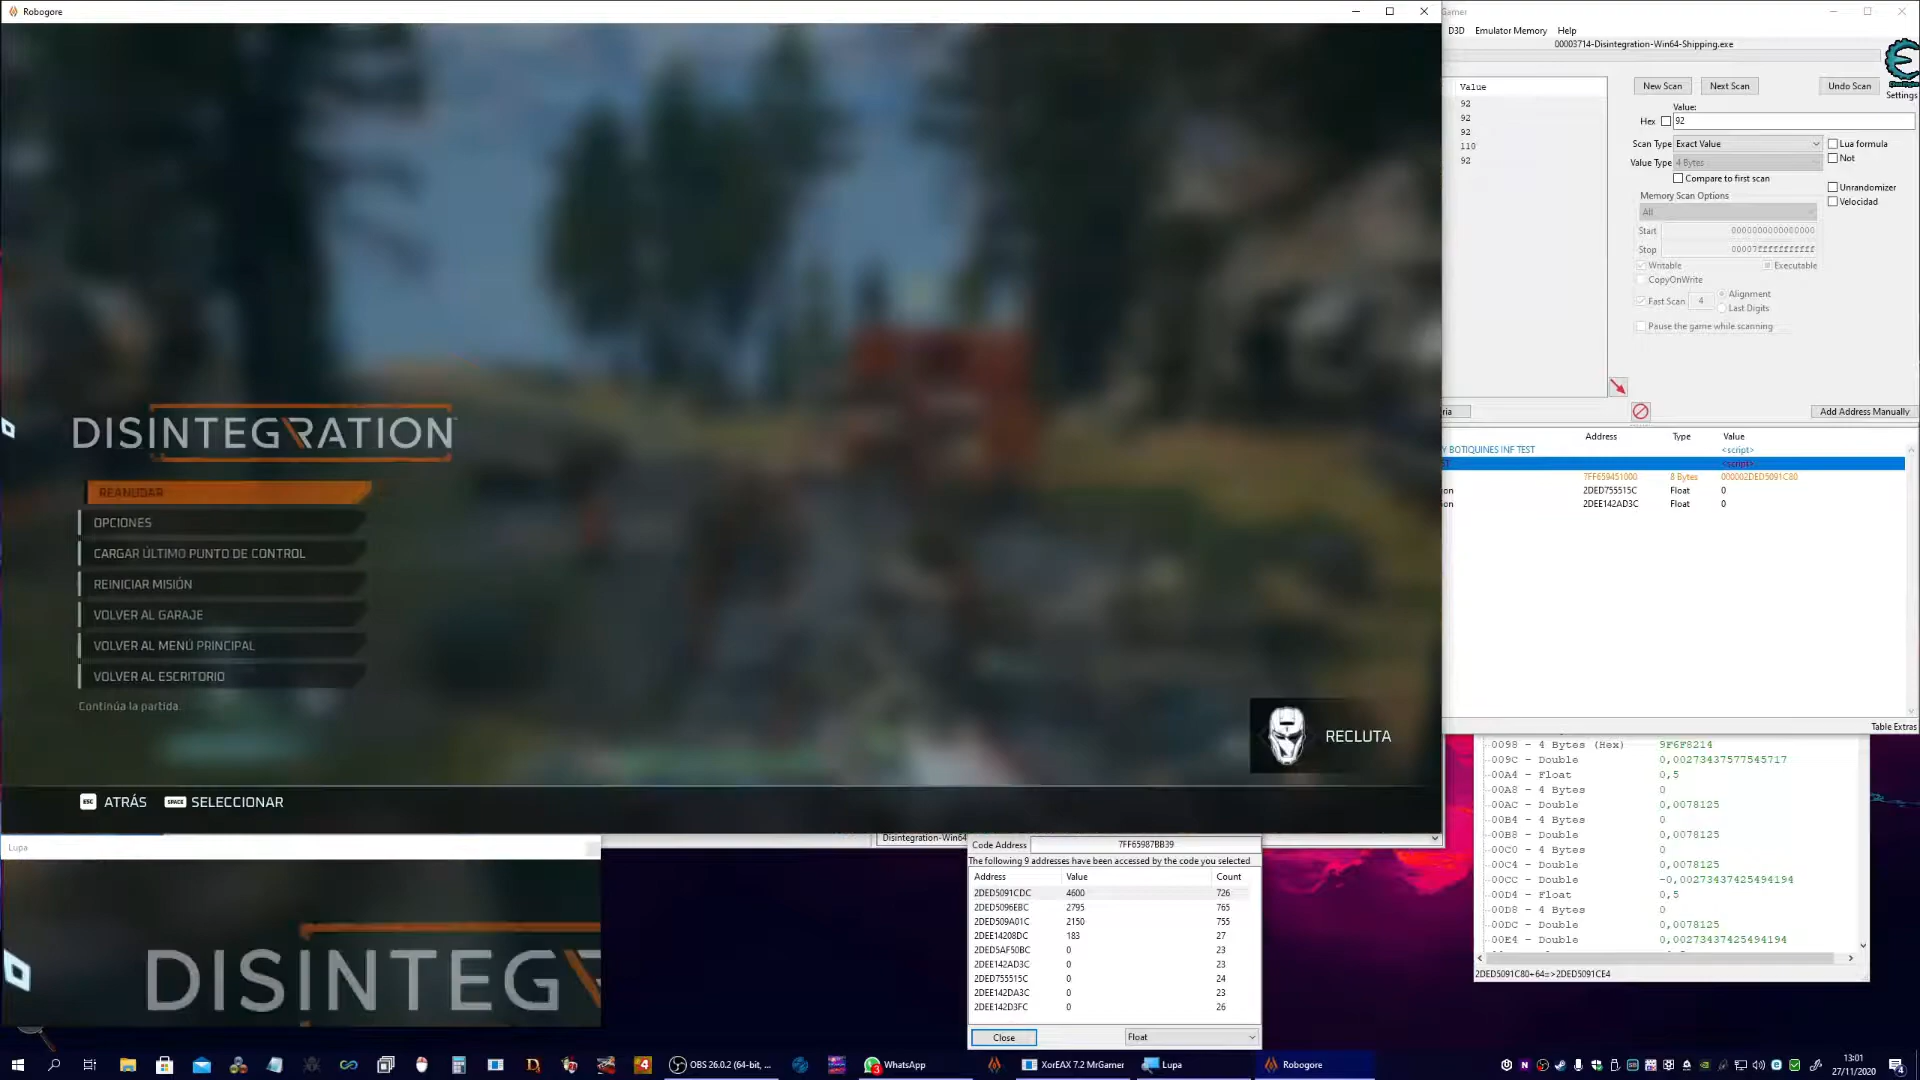 Robogore
DISINTEGRATION
REANUDAR
OPCIONES
CARGAR ÚLTIMO PUNTO DE CONTROL
REINICIAR MISIÓN
VOLVER AL GARAJE
VOLVER AL MENÚ PRINCIPAL
VOLVER AL ESCRITORIO
Continúa la partida.
RECLUTA
ESC ATRÁS SPACE SELECCIONAR
Gamer
D3D Emulator Memory Help
00003714-Disintegration-Win64-Shipping.exe
Settings
Value
92
92
92
110
92
New Scan Next Scan Undo Scan
Value:
Hex 92
Scan Type Exact Value
Lua formula
Value Type 4 Bytes
Not
Compare to first scan
Memory Scan Options
Unrandomizer
All
Velocidad
Start 0000000000000000
Stop 00007fffffffffff
Writable Executable
CopyOnWrite
Fast Scan 4 Alignment
Last Digits
Pause the game while scanning
ria
Add Address Manually
Address Type Value
Y BOTIQUINES INF TEST <script>
<script>
7FF659451000 8 Bytes 000002DED5091C80
on 2DED755515C Float 0
on 2DEE142AD3C Float 0
Table Extras
0098 - 4 Bytes (Hex) 9F6F8214
009C - Double 0,00273437577545717
00A4 - Float 0,5
00A8 - 4 Bytes 0
00AC - Double 0,0078125
00B4 - 4 Bytes 0
00B8 - Double 0,0078125
00C0 - 4 Bytes 0
00C4 - Double 0,0078125
00CC - Double -0,00273437425494194
00D4 - Float 0,5
00D8 - 4 Bytes 0
00DC - Double 0,0078125
00E4 - Double 0,00273437425494194
2DED5091C80+64=>2DED5091CE4
Disintegration-Win64
Code Address 7FF65987BB39
The following 9 addresses have been accessed by the code you selected
Address Value Count
2DED5091CDC 4600 726
2DED5096EBC 2795 765
2DED509A01C 2150 755
2DEE14208DC 183 27
2DED5AF50BC 0 23
2DEE142AD3C 0 23
2DED755515C 0 24
2DEE142DA3C 0 23
2DEE142D3FC 0 26
Close Float
Lupa
DISINTEG
OBS 26.0.2 (64-bit, ...
WhatsApp
XorEAX 7.2 MrGamer
Lupa
Robogore
13:01
27/11/2020